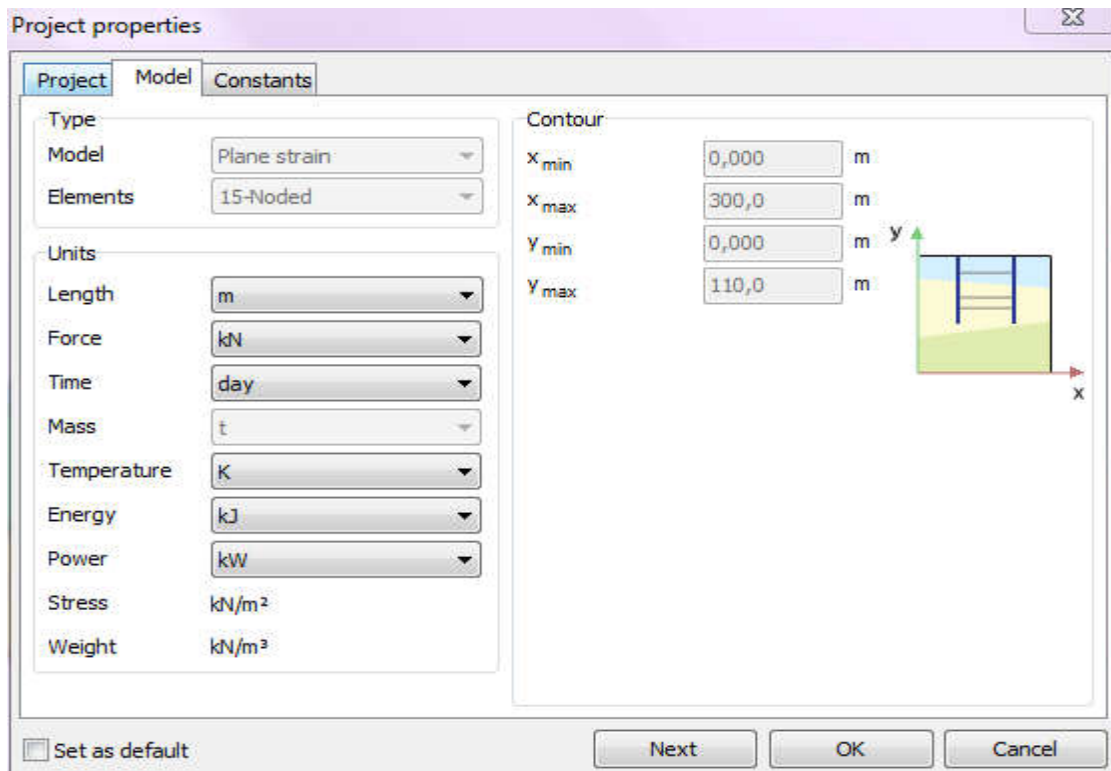 Project properties
Project
Model
Constants
Type
Model Plane strain
Elements 15-Noded
Units
Length m
Force kN
Time day
Mass t
Temperature K
Energy kJ
Power kW
Stress kN/m²
Weight kN/m³
Contour
x min 0,000 m
x max 300,0 m
y min 0,000 m
y max 110,0 m
y
x
Set as default
Next
OK
Cancel